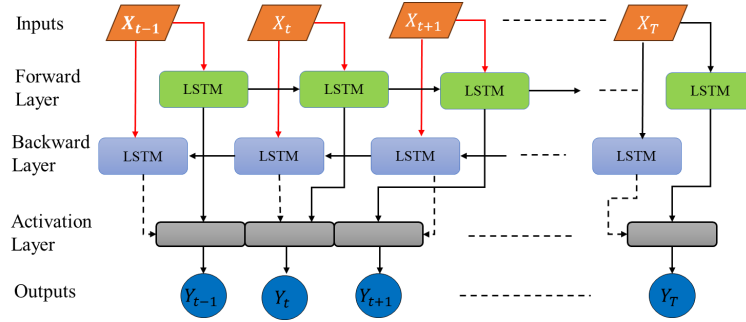 Inputs
X_{t-1}
X_t
X_{t+1}
X_T
Forward
Layer
LSTM
LSTM
LSTM
LSTM
Backward
Layer
LSTM
LSTM
LSTM
LSTM
Activation
Layer
Outputs
Y_{t-1}
Y_t
Y_{t+1}
Y_T